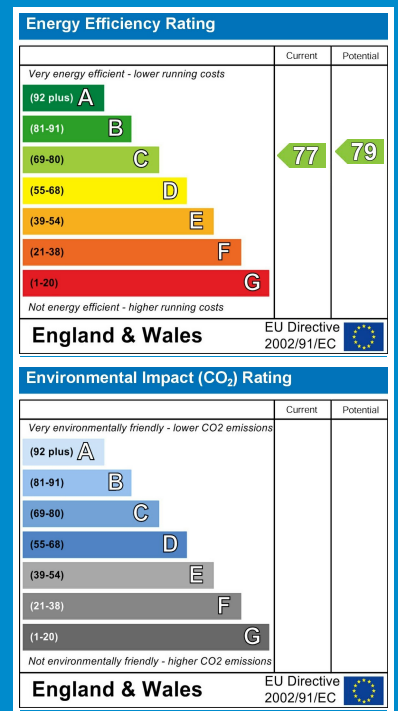 Energy Efficiency Rating
Current Potential
Very energy efficient - lower running costs
(92 plus) A
(81-91) B
(69-80) C
77 79
(55-68) D
(39-54) E
(21-38) F
(1-20) G
Not energy efficient - higher running costs
England & Wales
EU Directive
2002/91/EC
Environmental Impact (CO₂) Rating
Current Potential
Very environmentally friendly - lower CO2 emissions
(92 plus) A
(81-91) B
(69-80) C
(55-68) D
(39-54) E
(21-38) F
(1-20) G
Not environmentally friendly - higher CO2 emissions
England & Wales
EU Directive
2002/91/EC